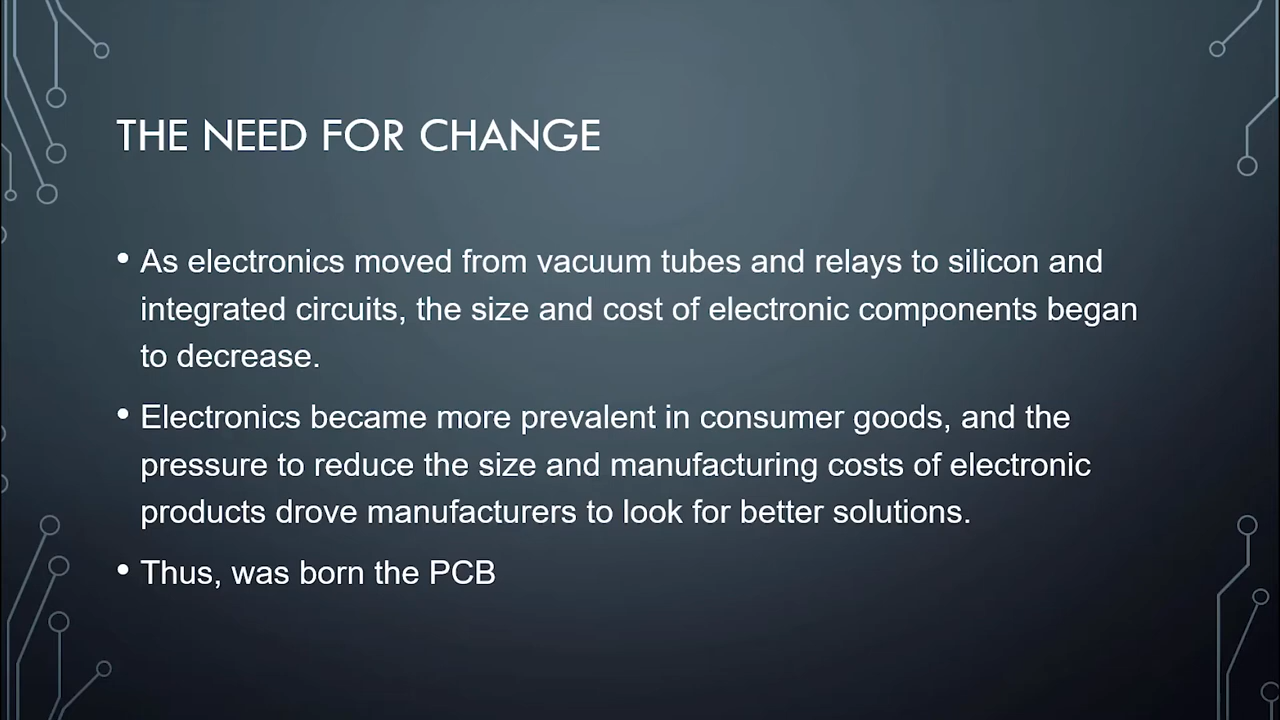 THE NEED FOR CHANGE
• As electronics moved from vacuum tubes and relays to silicon and
integrated circuits, the size and cost of electronic components began
to decrease.
• Electronics became more prevalent in consumer goods, and the
pressure to reduce the size and manufacturing costs of electronic
products drove manufacturers to look for better solutions.
• Thus, was born the PCB